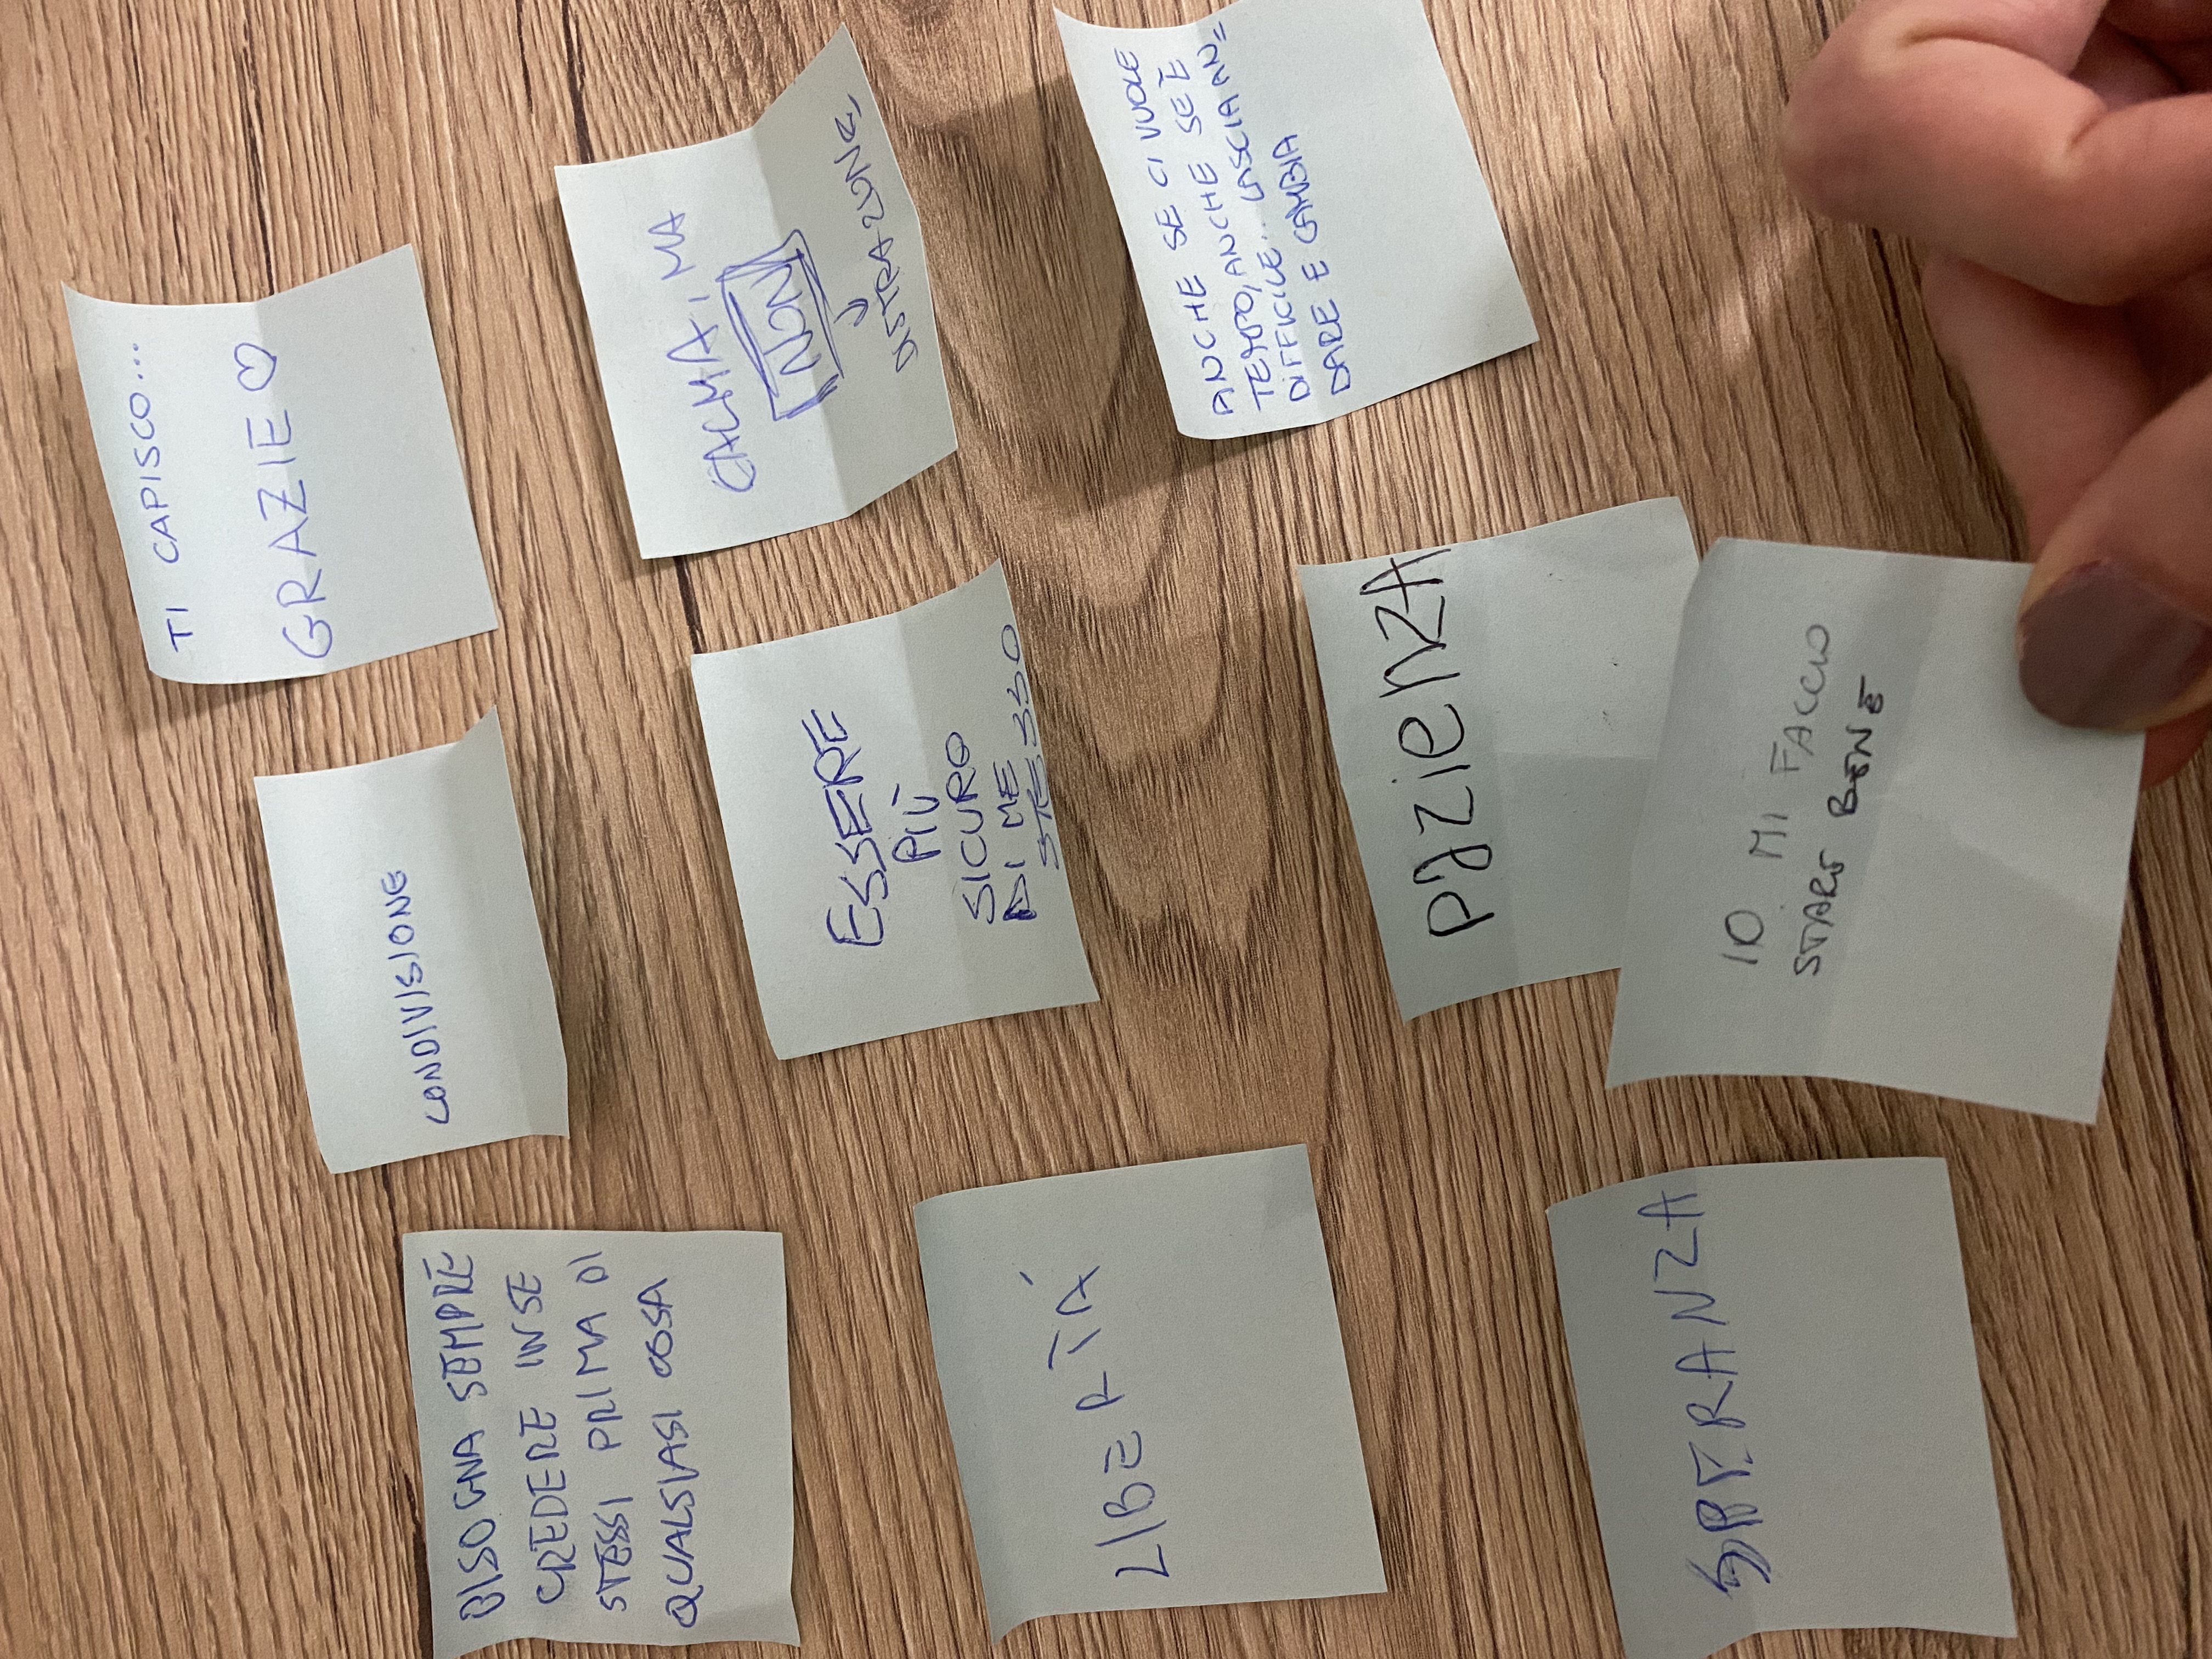 TI CAPISCO...
GRAZIE ♡
CONDIVISIONE
BISOGNA SEMPRE
CREDERE IN SE
STESSI PRIMA DI
QUALSIASI COSA
CALMA, MA
NON
↓
DISTRAZIONE
ESSERE
PIÙ
SICURO
DI ME
STESSO
LIBERTÁ
ANCHE SE CI VUOLE
TEMPO, ANCHE SE È
DIFFICILE.. LASCIA AN=
DARE E CAMBIA
PAZIENZA
SPERANZA
IO MI FACCIO
STARE BENE